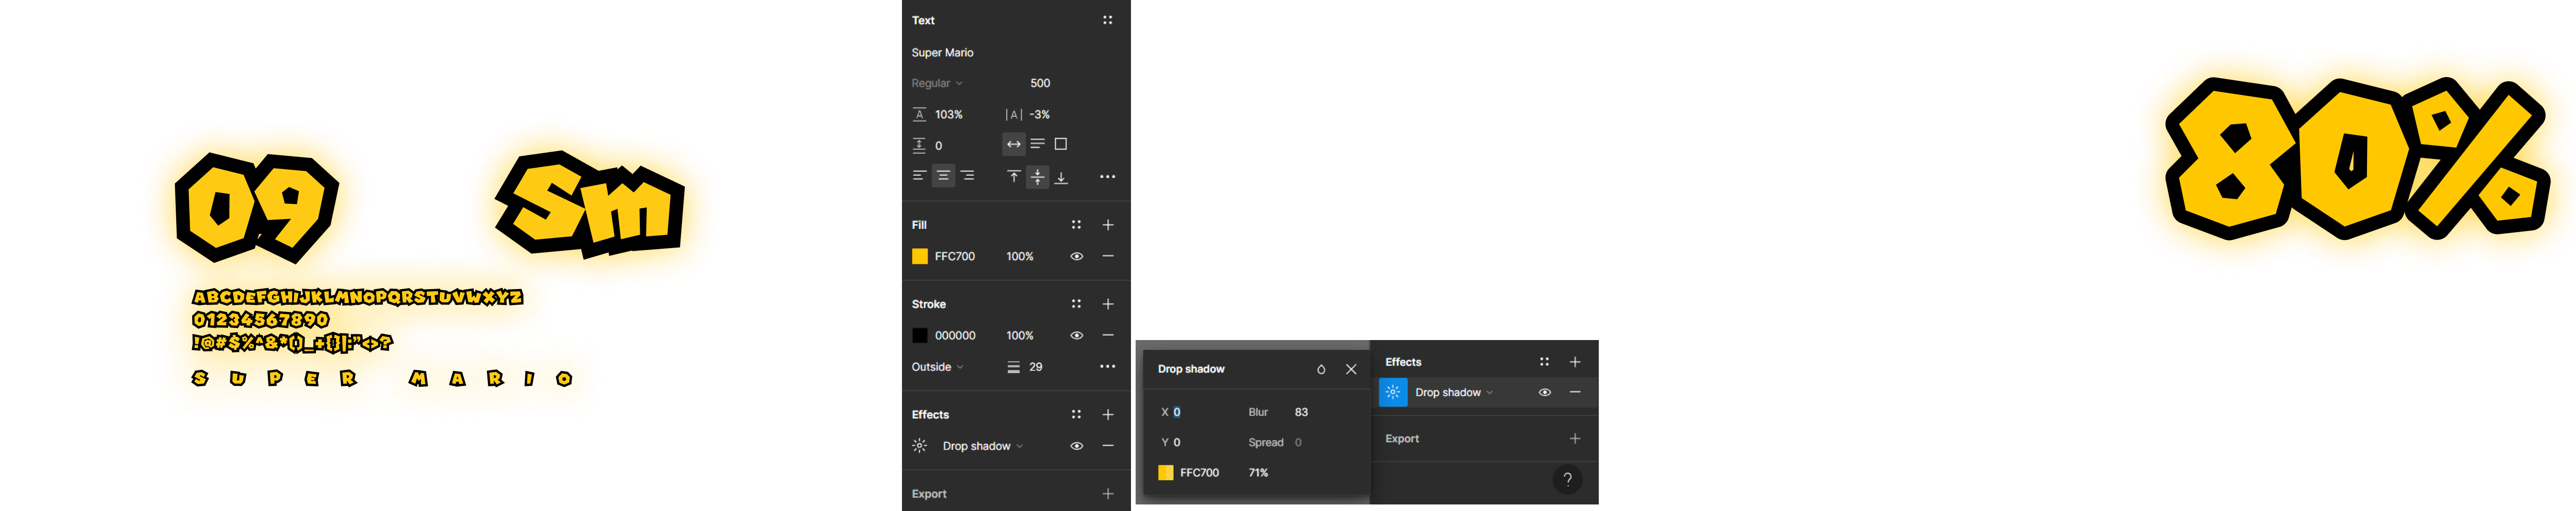 09
Sm
ABCDEFGHIJKLMNOPQRSTUVWXYZ
01234567890
!@#$%^&*()_+{}|:"<>?
SUPER MARIO
Text
Super Mario
Regular 500
A 103% |A| -3%
0
Fill
FFC700 100%
Stroke
000000 100%
Outside 29
Effects
Drop shadow
Export
Drop shadow
X 0 Blur 83
Y 0 Spread 0
FFC700 71%
Effects
Drop shadow
Export
?
80%